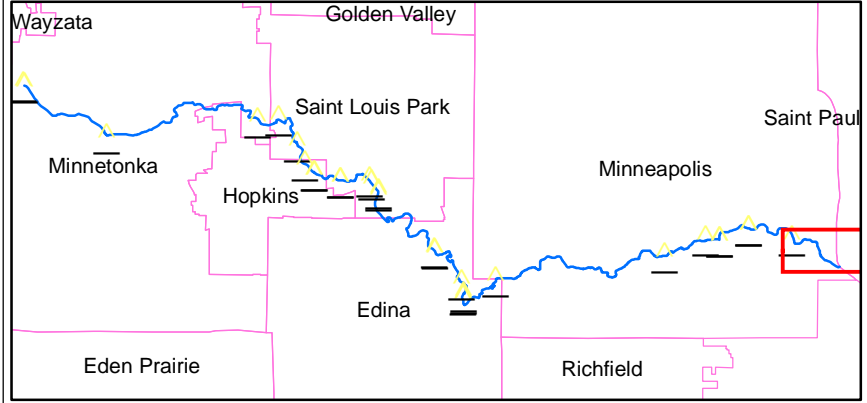 Wayzata
Golden Valley
Saint Louis Park
Saint Paul
Minnetonka
Minneapolis
Hopkins
Edina
Eden Prairie
Richfield